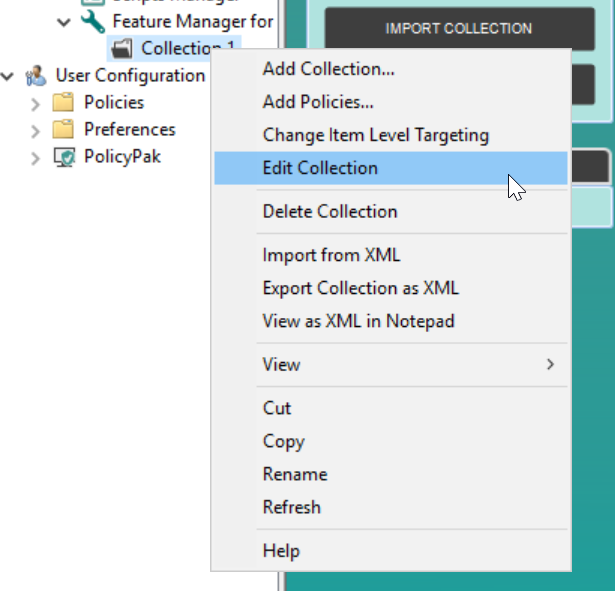 Scripts Manager
Feature Manager for
IMPORT COLLECTION
Collection 1
User Configuration
Policies
Preferences
PolicyPak
Add Collection...
Add Policies...
Change Item Level Targeting
Edit Collection
Delete Collection
Import from XML
Export Collection as XML
View as XML in Notepad
View
Cut
Copy
Rename
Refresh
Help